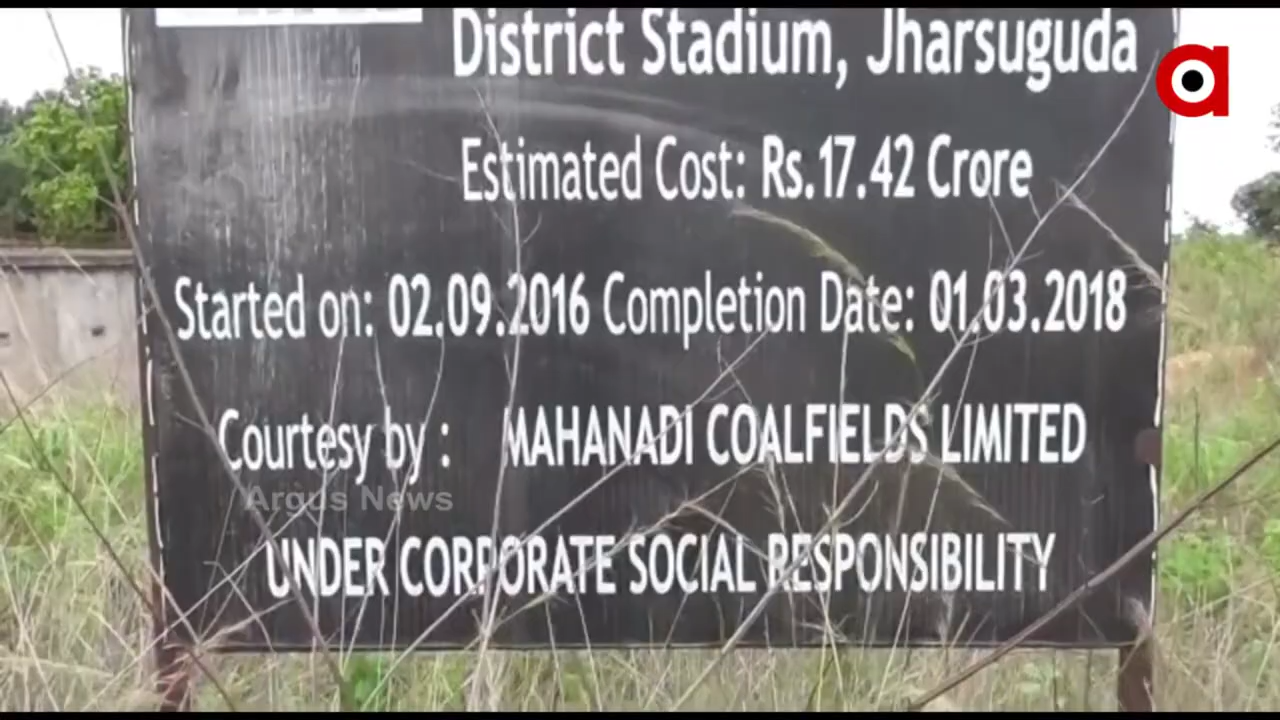 District Stadium, Jharsuguda
Estimated Cost: Rs.17.42 Crore
Started on: 02.09.2016 Completion Date: 01.03.2018
Courtesy by : MAHANADI COALFIELDS LIMITED
Argus News
UNDER CORPORATE SOCIAL RESPONSIBILITY
a